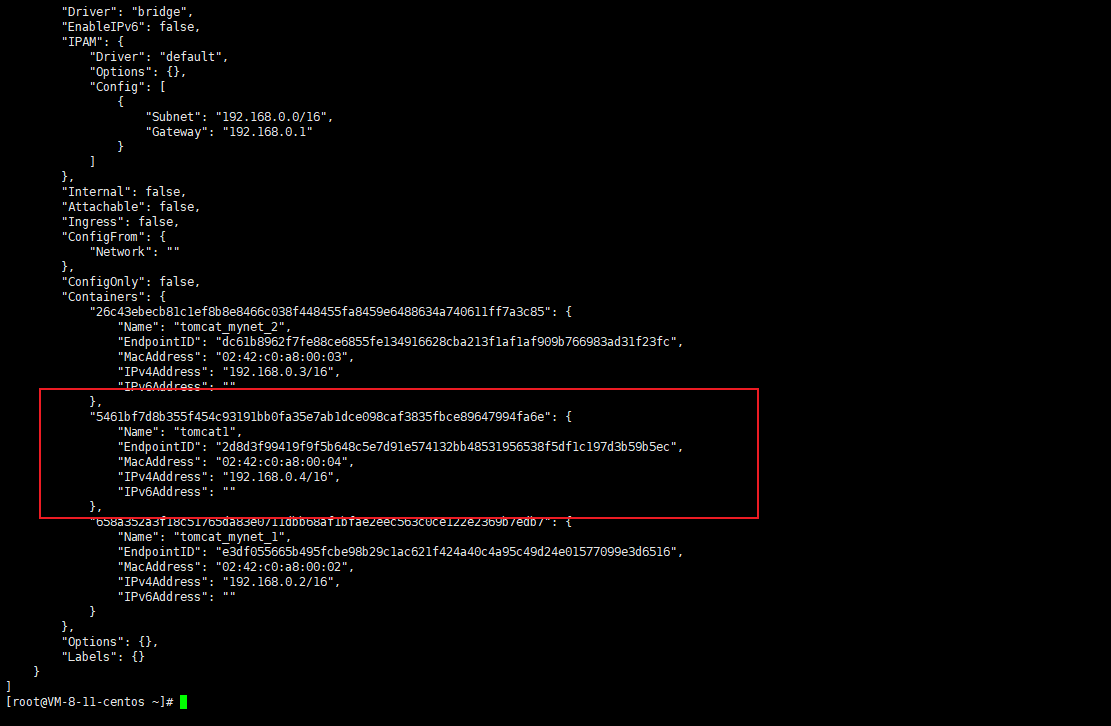 "Driver": "bridge",
"EnableIPv6": false,
"IPAM": {
"Driver": "default",
"Options": {},
"Config": [
{
"Subnet": "192.168.0.0/16",
"Gateway": "192.168.0.1"
}
]
},
"Internal": false,
"Attachable": false,
"Ingress": false,
"ConfigFrom": {
"Network": ""
},
"ConfigOnly": false,
"Containers": {
"26c43ebecb81c1ef8b8e8466c038f448455fa8459e6488634a740611ff7a3c85": {
"Name": "tomcat_mynet_2",
"EndpointID": "dc61b8962f7fe88ce6855fe134916628cba213f1af1af909b766983ad31f23fc",
"MacAddress": "02:42:c0:a8:00:03",
"IPv4Address": "192.168.0.3/16",
"IPv6Address": ""
},
"5461bf7d8b355f454c93191bb0fa35e7ab1dce098caf3835fbce89647994fa6e": {
"Name": "tomcat1",
"EndpointID": "2d8d3f99419f9f5b648c5e7d91e574132bb48531956538f5df1c197d3b59b5ec",
"MacAddress": "02:42:c0:a8:00:04",
"IPv4Address": "192.168.0.4/16",
"IPv6Address": ""
},
"658a352a3f18c51765da83e0711dbb68af1bfae2eec563c0ce122e2369b7edb7": {
"Name": "tomcat_mynet_1",
"EndpointID": "e3df055665b495fcbe98b29c1ac621f424a40c4a95c49d24e01577099e3d6516",
"MacAddress": "02:42:c0:a8:00:02",
"IPv4Address": "192.168.0.2/16",
"IPv6Address": ""
}
},
"Options": {},
"Labels": {}
}
]
[root@VM-8-11-centos ~]#